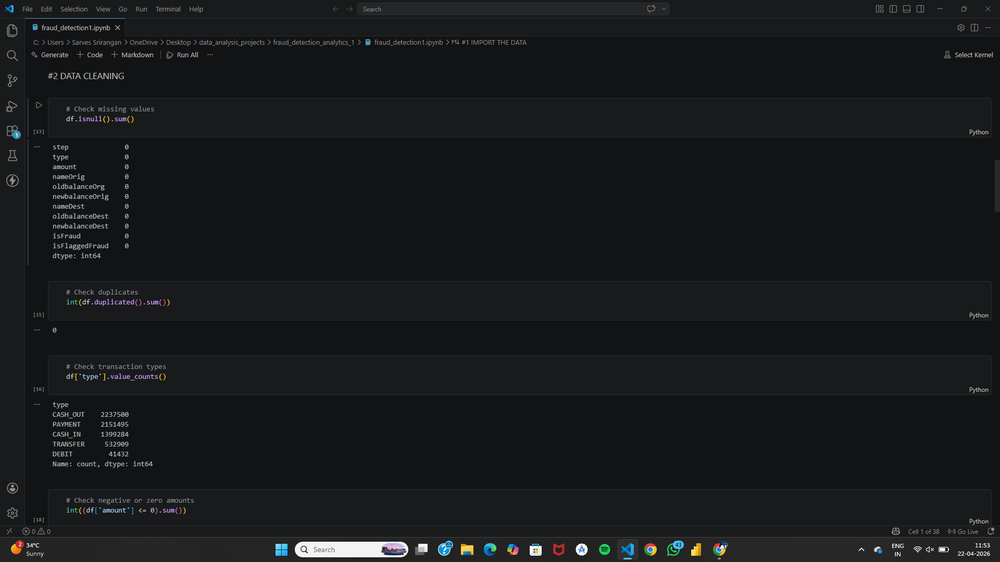 File Edit Selection View Go Run Terminal Help
Search
fraud_detection1.ipynb
C: > Users > Sarves Srirangan > OneDrive > Desktop > data_analysis_projects > fraud_detection_analytics_1 > fraud_detection1.ipynb > M↓ #1 IMPORT THE DATA
Generate + Code + Markdown | Run All ...
Select Kernel
#2 DATA CLEANING
# Check missing values
df.isnull().sum()
[13]
Python
... step 0
type 0
amount 0
nameOrig 0
oldbalanceOrg 0
newbalanceOrig 0
nameDest 0
oldbalanceDest 0
newbalanceDest 0
isFraud 0
isFlaggedFraud 0
dtype: int64
1
# Check duplicates
int(df.duplicated().sum())
[15]
Python
... 0
# Check transaction types
df['type'].value_counts()
[16]
Python
... type
CASH_OUT 2237500
PAYMENT 2151495
CASH_IN 1399284
TRANSFER 532909
DEBIT 41432
Name: count, dtype: int64
# Check negative or zero amounts
int((df['amount'] <= 0).sum())
[18]
Python
0 0
Cell 1 of 38
Go Live
2
34°C
Sunny
Search
43
ENG
IN
11:53
22-04-2026